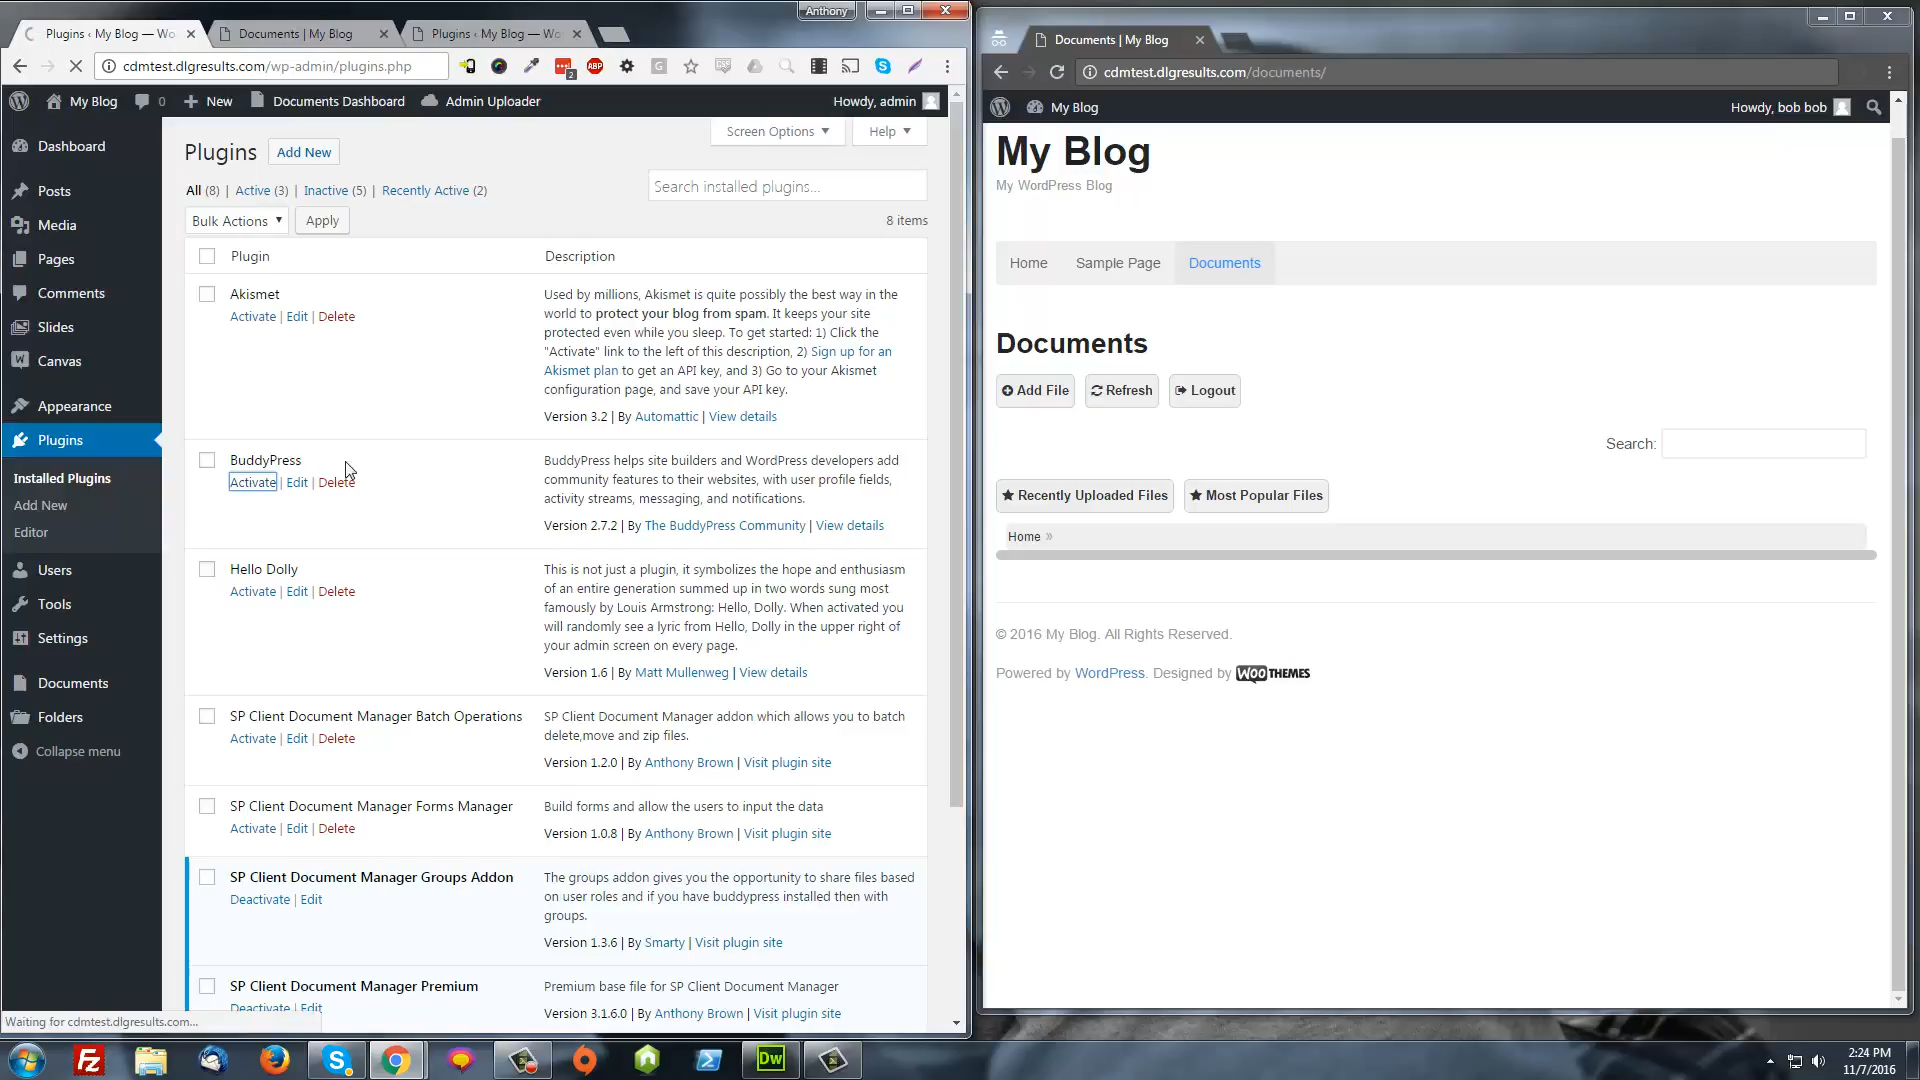 Anthony
Plugins ‹ My Blog — Wo
Documents | My Blog
Plugins ‹ My Blog — Wo
cdmtest.dlgresults.com/wp-admin/plugins.php
2
ABP
G
My Blog
0
New
Documents Dashboard
Admin Uploader
Howdy, admin
Dashboard
Posts
Media
Pages
Comments
Slides
Canvas
Appearance
Plugins
Installed Plugins
Add New
Editor
Users
Tools
Settings
Documents
Folders
Collapse menu
Screen Options
Help
Plugins
Add New
All (8) | Active (3) | Inactive (5) | Recently Active (2)
Search installed plugins...
Bulk Actions
Apply
8 items
Plugin
Description
Akismet
Activate | Edit | Delete
Used by millions, Akismet is quite possibly the best way in the
world to protect your blog from spam. It keeps your site
protected even while you sleep. To get started: 1) Click the
"Activate" link to the left of this description, 2) Sign up for an
Akismet plan to get an API key, and 3) Go to your Akismet
configuration page, and save your API key.
Version 3.2 | By Automattic | View details
BuddyPress
Activate | Edit | Delete
BuddyPress helps site builders and WordPress developers add
community features to their websites, with user profile fields,
activity streams, messaging, and notifications.
Version 2.7.2 | By The BuddyPress Community | View details
Hello Dolly
Activate | Edit | Delete
This is not just a plugin, it symbolizes the hope and enthusiasm
of an entire generation summed up in two words sung most
famously by Louis Armstrong: Hello, Dolly. When activated you
will randomly see a lyric from Hello, Dolly in the upper right of
your admin screen on every page.
Version 1.6 | By Matt Mullenweg | View details
SP Client Document Manager Batch Operations
Activate | Edit | Delete
SP Client Document Manager addon which allows you to batch
delete,move and zip files.
Version 1.2.0 | By Anthony Brown | Visit plugin site
SP Client Document Manager Forms Manager
Activate | Edit | Delete
Build forms and allow the users to input the data
Version 1.0.8 | By Anthony Brown | Visit plugin site
SP Client Document Manager Groups Addon
Deactivate | Edit
The groups addon gives you the opportunity to share files based
on user roles and if you have buddypress installed then with
groups.
Version 1.3.6 | By Smarty | Visit plugin site
SP Client Document Manager Premium
Deactivate | Edit
Premium base file for SP Client Document Manager
Version 3.1.6.0 | By Anthony Brown | Visit plugin site
Waiting for cdmtest.dlgresults.com...
Documents | My Blog
cdmtest.dlgresults.com/documents/
My Blog
Howdy, bob bob
My Blog
My WordPress Blog
Home
Sample Page
Documents
Documents
Add File
Refresh
Logout
Search:
Recently Uploaded Files
Most Popular Files
Home »
© 2016 My Blog. All Rights Reserved.
Powered by WordPress. Designed by WOOTHEMES
Fz
Dw
2:24 PM
11/7/2016